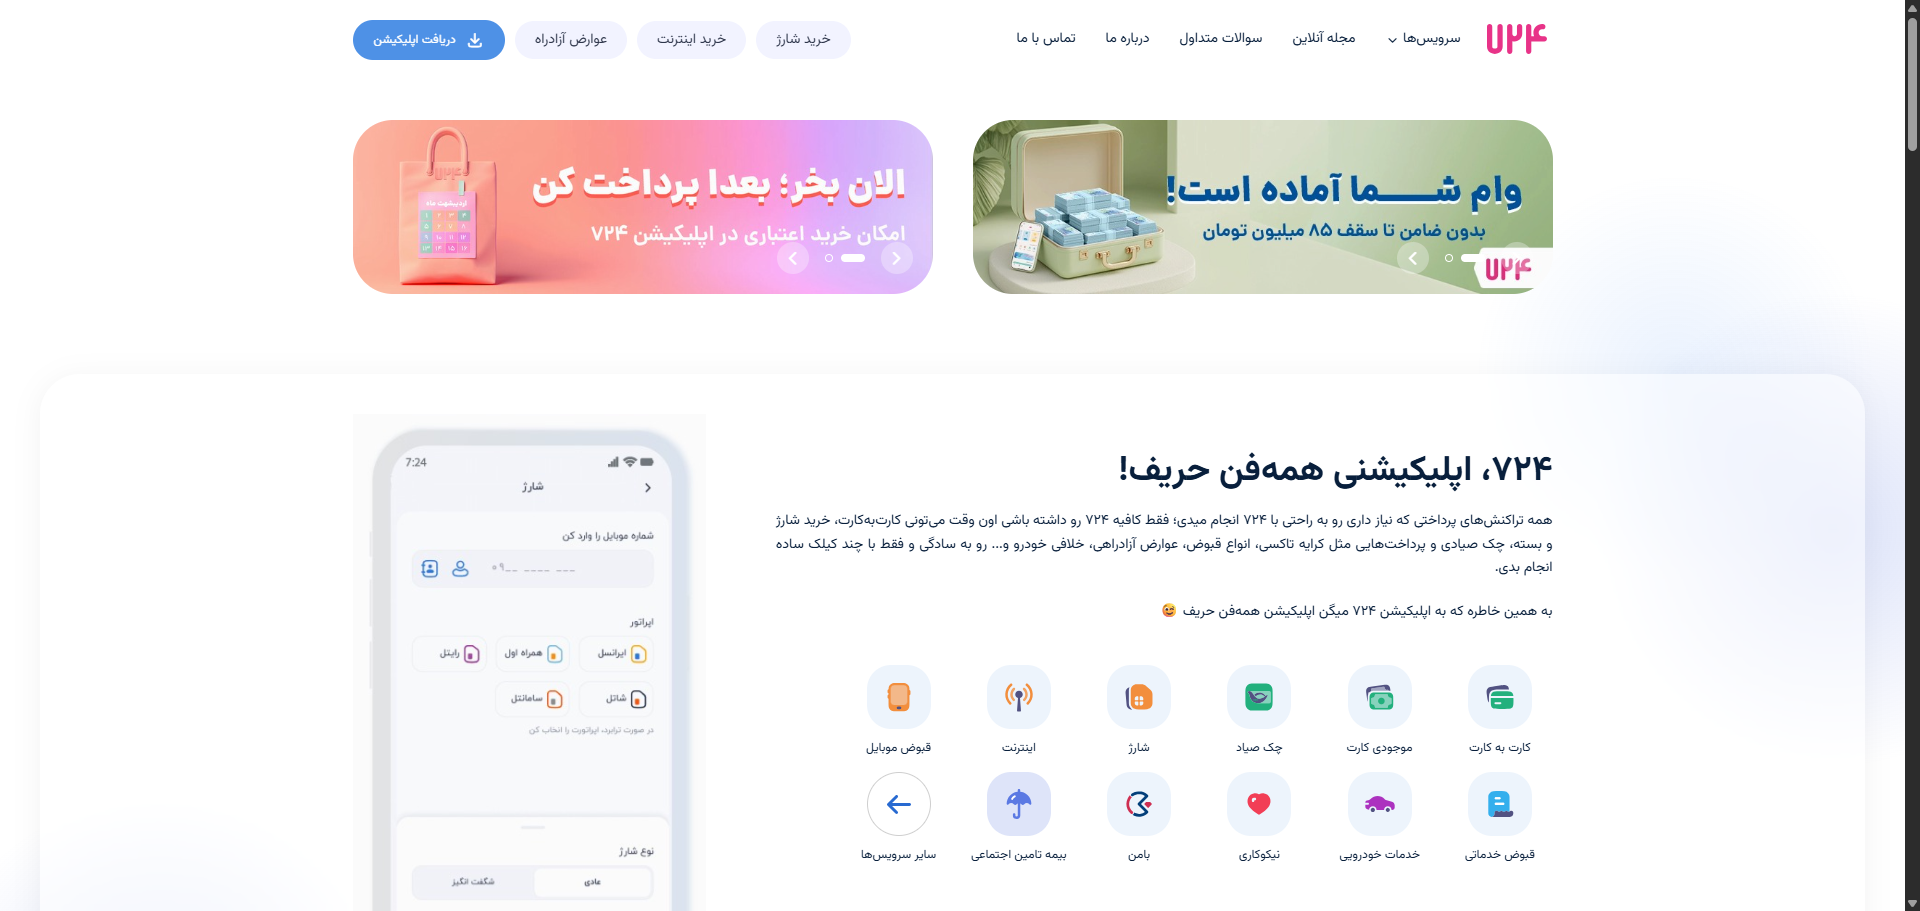 ۷۲۴
سرویس‌ها
مجله آنلاین
سوالات متداول
درباره ما
تماس با ما
خرید شارژ
خرید اینترنت
عوارض آزادراه
دریافت اپلیکیشن
وام شـــما آماده است!
بدون ضامن تا سقف ۸۵ میلیون تومان
۷۲۴
الان بخر؛ بعدا پرداخت کن
امکان خرید اعتباری در اپلیکیشن ۷۲۴
اردیبهشت ماه
۷۲۴، اپلیکیشنی همه‌فن حریف!
همه تراکنش‌های پرداختی که نیاز داری رو به راحتی با ۷۲۴ انجام میدی؛ فقط کافیه ۷۲۴ رو داشته باشی اون وقت می‌تونی کارت‌به‌کارت، خرید شارژ
و بسته، چک صیادی و پرداخت‌هایی مثل کرایه تاکسی، انواع قبوض، عوارض آزادراهی، خلافی خودرو و... رو به سادگی و فقط با چند کیلک ساده
انجام بدی.
به همین خاطره که به اپلیکیشن ۷۲۴ میگن اپلیکیشن همه‌فن حریف 😉
کارت به کارت
موجودی کارت
چک صیاد
شارژ
اینترنت
قبوض موبایل
قبوض خدماتی
خدمات خودرویی
نیکوکاری
بامن
بیمه تامین اجتماعی
سایر سرویس‌ها
7:24
شارژ
شماره موبایل را وارد کن
۰۹__ ____ ___
اپراتور
ایرانسل
همراه اول
رایتل
شاتل
سامانتل
در صورت ترابرد، اپراتورت را انخاب کن
نوع شارژ
عادی
شگفت انگیز